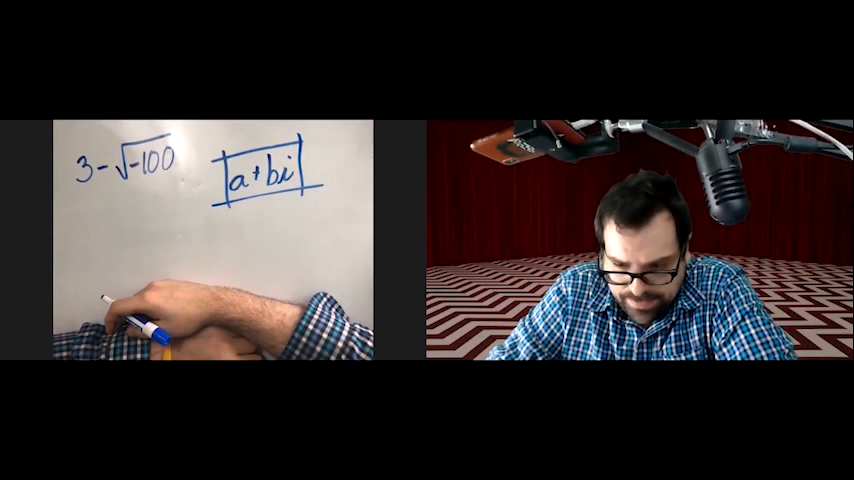 3 - √-100
a + bi